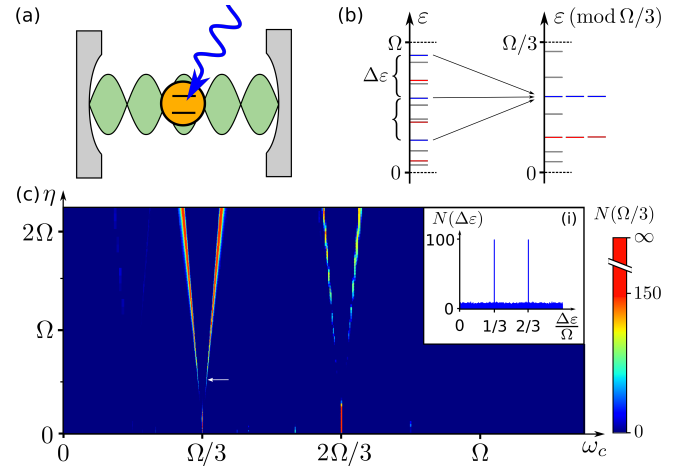 (a)
(b)
ε
Ω
Δε
0
ε (mod Ω/3)
Ω/3
0
(c)
η
2Ω
Ω
0
0
Ω/3
2Ω/3
Ω
ω_c
N(Δε)
(i)
100
0
0
1/3
2/3
Δε
Ω
N(Ω/3)
∞
150
0